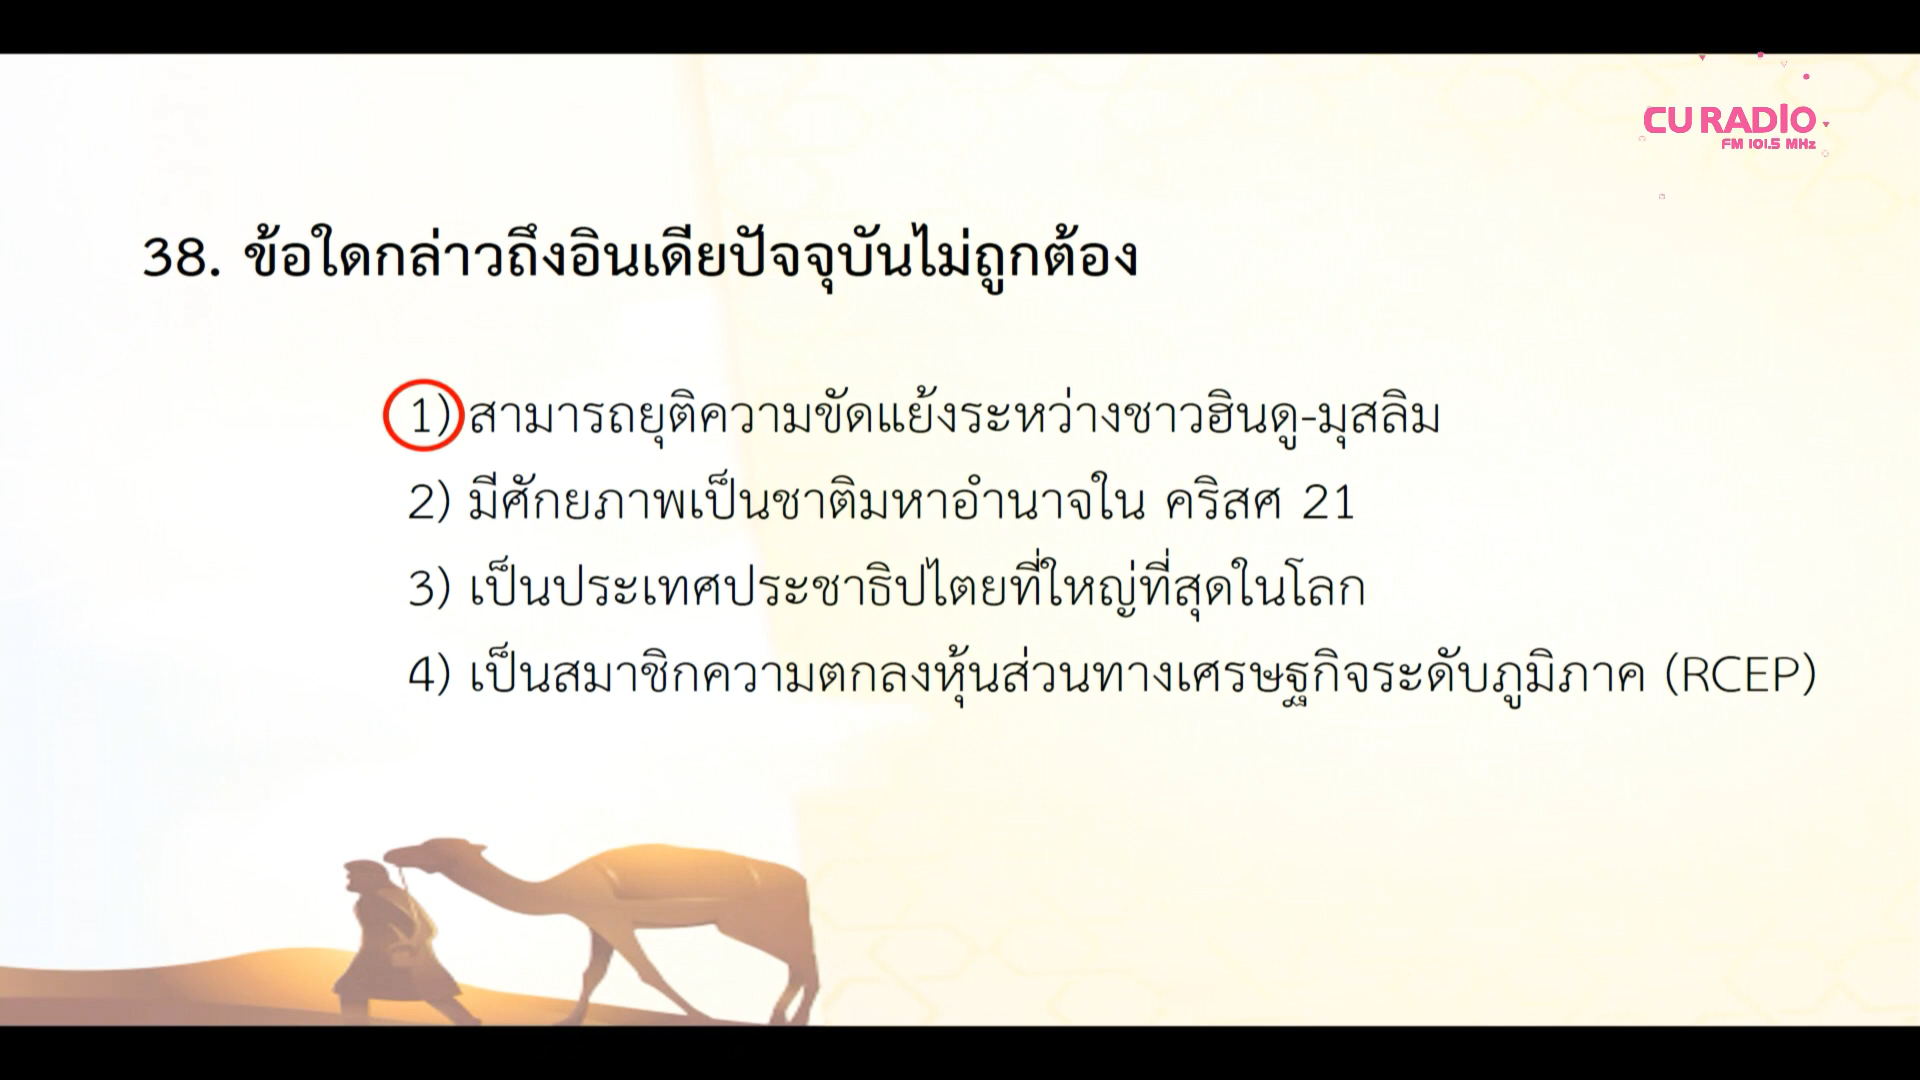 CU RADIO
FM 101.5 MHz
38. ข้อใดกล่าวถึงอินเดียปัจจุบันไม่ถูกต้อง
1) สามารถยุติความขัดแย้งระหว่างชาวฮินดู-มุสลิม
2) มีศักยภาพเป็นชาติมหาอำนาจใน คริสศ 21
3) เป็นประเทศประชาธิปไตยที่ใหญ่ที่สุดในโลก
4) เป็นสมาชิกความตกลงหุ้นส่วนทางเศรษฐกิจระดับภูมิภาค (RCEP)